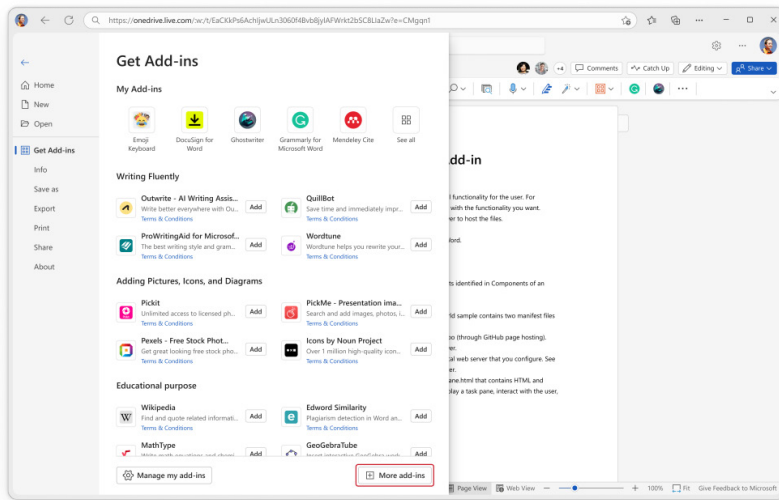 https://onedrive.live.com/:w:/t/EaCKkPs6AchIjwULn3060f4Bvb8jylAFWrkt2bSC8LIaZw?e=CMgqn1
Home
New
Open
Get Add-ins
Info
Save as
Export
Print
Share
About
Get Add-ins
My Add-ins
Emoji Keyboard
DocuSign for Word
Ghostwriter
Grammarly for Microsoft Word
Mendeley Cite
See all
Writing Fluently
Outwrite - AI Writing Assis...
Write better everywhere with Ou...
Terms & Conditions
Add
QuillBot
Save time and immediately impr...
Terms & Conditions
Add
ProWritingAid for Microsof...
The best writing style and gram...
Terms & Conditions
Add
Wordtune
Wordtune helps you rewrite your...
Terms & Conditions
Add
Adding Pictures, Icons, and Diagrams
Pickit
Unlimited access to licensed ph...
Terms & Conditions
Add
PickMe - Presentation ima...
Search and add images, photos, i...
Terms & Conditions
Add
Pexels - Free Stock Phot...
Get great looking free stock pho...
Terms & Conditions
Add
Icons by Noun Project
Over 1 million high-quality icon...
Terms & Conditions
Add
Educational purpose
Wikipedia
Find and quote related informati...
Terms & Conditions
Add
Edword Similarity
Plagiarism detection in Word an...
Terms & Conditions
Add
MathType
Add
GeoGebraTube
Add
Manage my add-ins
More add-ins
+4
Comments
Catch Up
Editing
Share
dd-in
l functionality for the user. For
with the functionality you want.
er to host the files.
ord.
ts identified in Components of an
ld sample contains two manifest files
oo (through GitHub page hosting).
er.
cal web server that you configure. See
er.
ane.html that contains HTML and
lay a task pane, interact with the user,
Page View
Web View
100%
Fit
Give Feedback to Microsoft